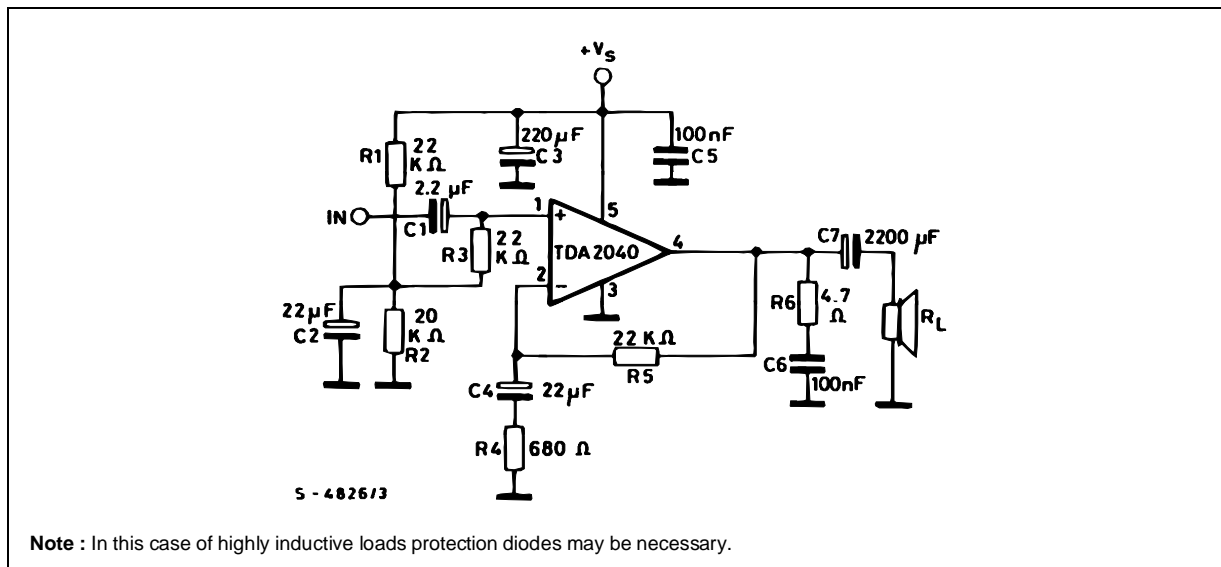 +VS
220 µF
C3
100nF
C5
R1
22
KΩ
2.2 µF
IN
C1
1
+
5
TDA2040
4
C7
2200 µF
R3
22
KΩ
2
−
3
R6
4.7
Ω
RL
22µF
C2
20
KΩ
R2
22 KΩ
R5
C6
100nF
C4
22µF
R4
680 Ω
S - 4826/3
Note : In this case of highly inductive loads protection diodes may be necessary.